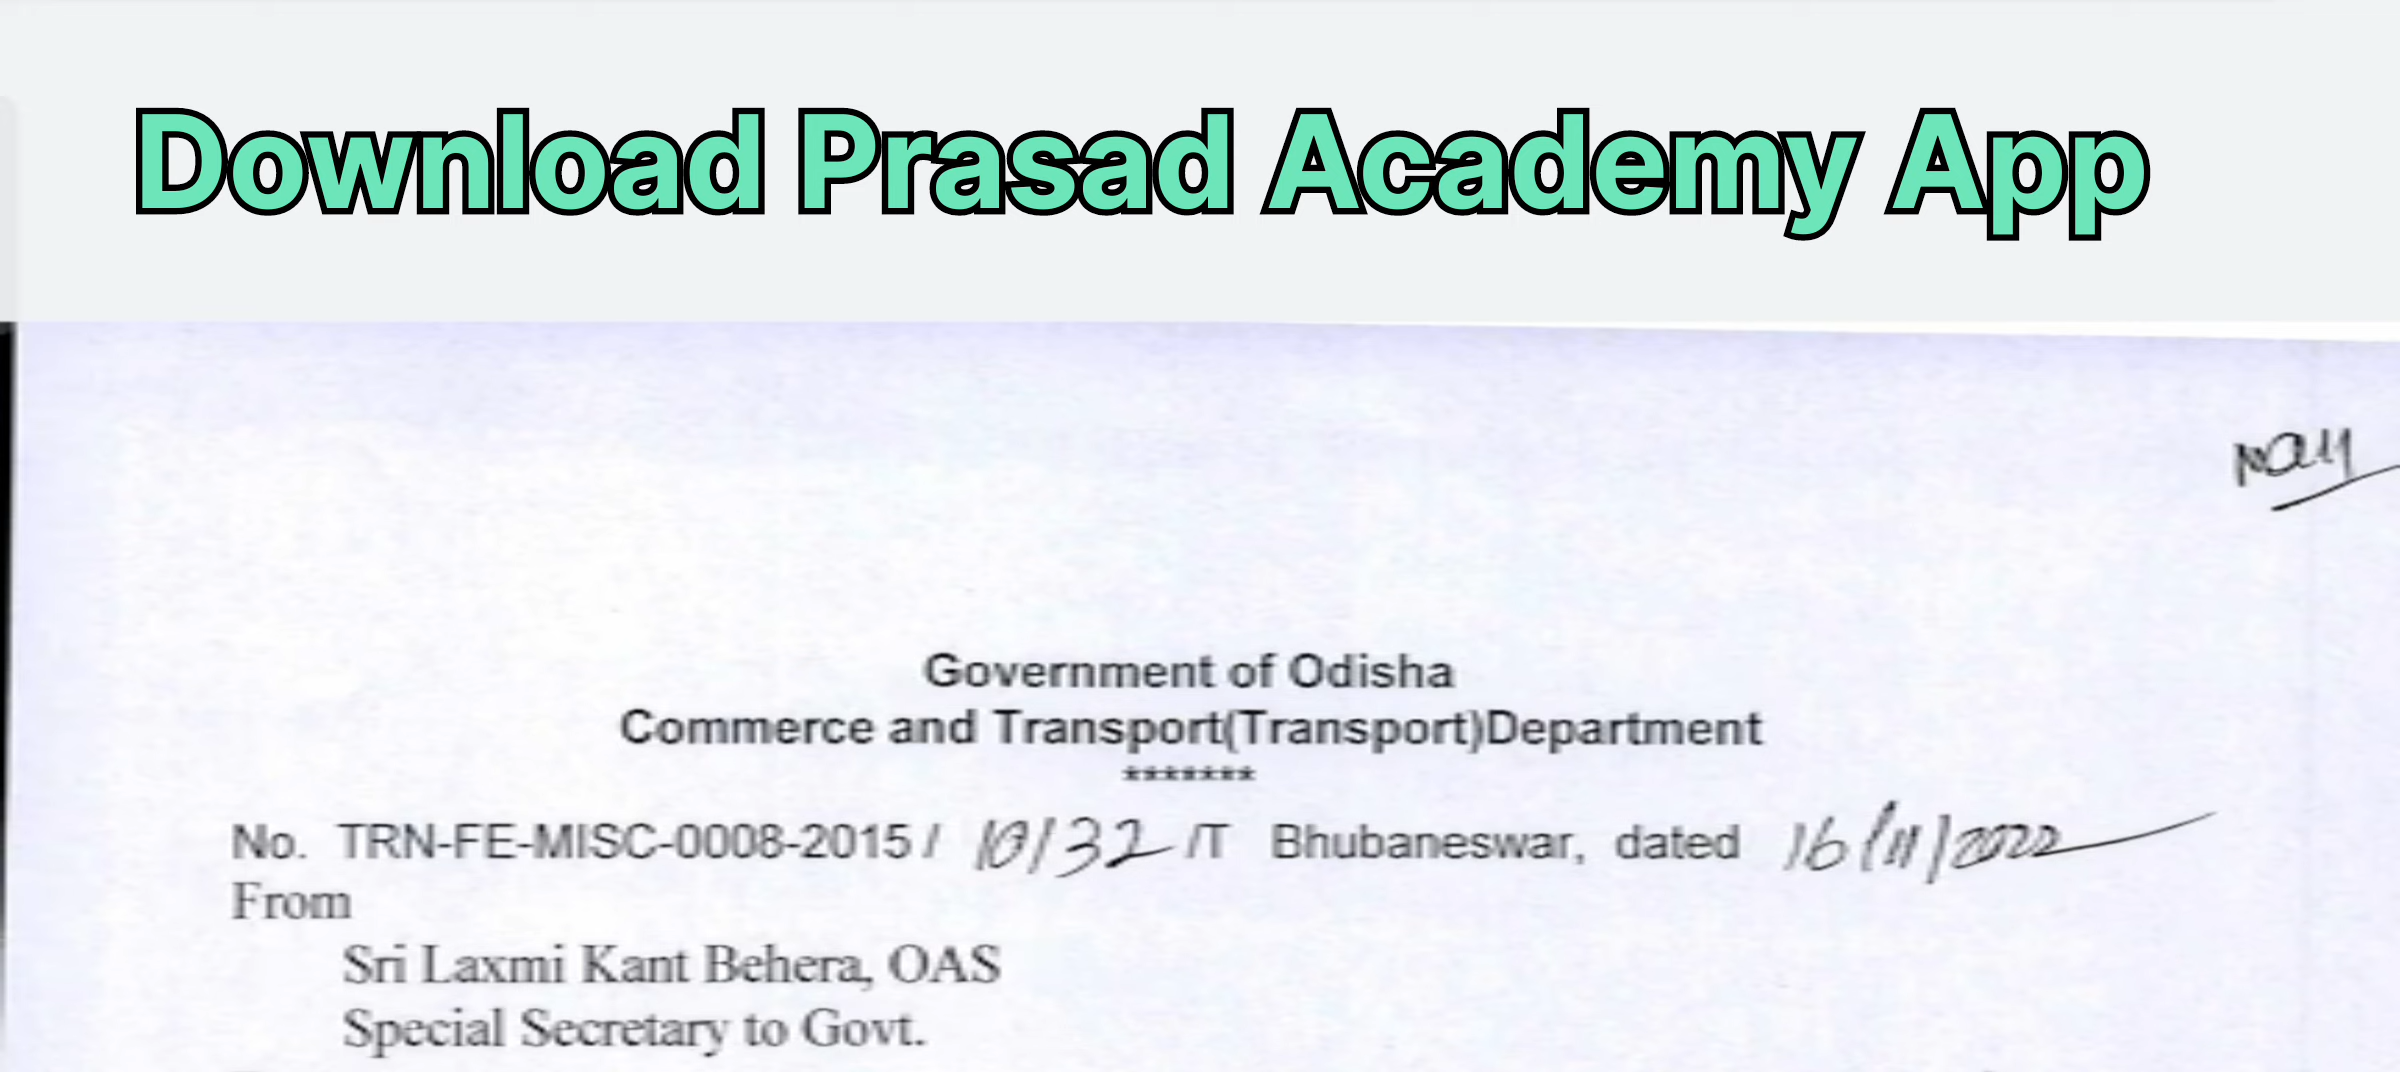 Download Prasad Academy App
Government of Odisha
Commerce and Transport(Transport)Department
*******
No. TRN-FE-MISC-0008-2015 / 10132 /T Bhubaneswar, dated 16/11/2022
From
Sri Laxmi Kant Behera, OAS
Special Secretary to Govt.